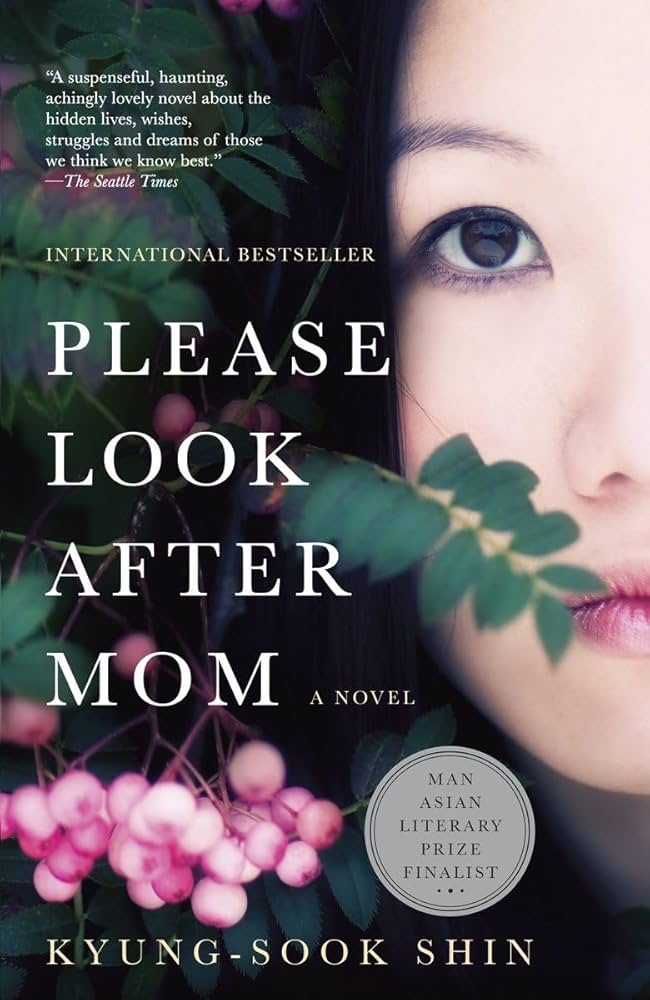 “A suspenseful, haunting,
achingly lovely novel about the
hidden lives, wishes,
struggles and dreams of those
we think we know best.”
—The Seattle Times
INTERNATIONAL BESTSELLER
PLEASE
LOOK
AFTER
MOM
A NOVEL
MAN
ASIAN
LITERARY
PRIZE
FINALIST
KYUNG-SOOK SHIN